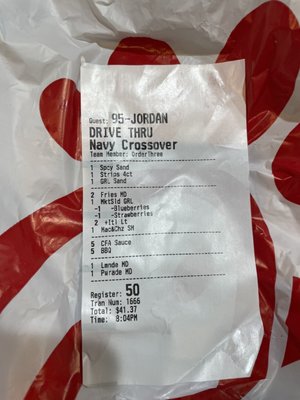 Guest: 95-JORDAN
DRIVE THRU
Navy Crossover
Team Member: OrderThree
1 Spcy Sand
1 Strips 4ct
1 GRL Sand
2 Fries MD
1 MktSld GRL
-1 -Blueberries
-1 -Strawberries
2 +Itl Lt
1 Mac&Chz SM
5 CFA Sauce
5 BBQ
1 Lmnde MD
1 Pwrade MD
Register: 50
Tran Num: 1666
Total: $41.37
Time: 8:04PM